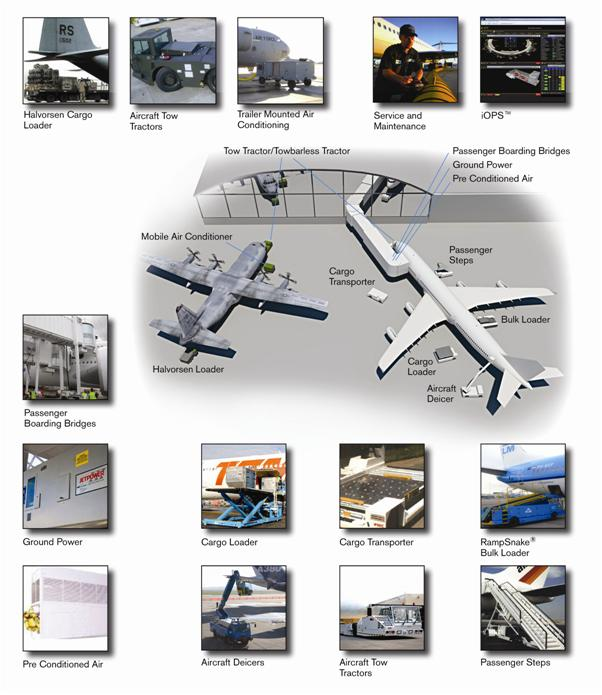 RS
Halvorsen Cargo
Loader
Aircraft Tow
Tractors
Trailer Mounted Air
Conditioning
Service and
Maintenance
iOPS™
Tow Tractor/Towbarless Tractor
Passenger Boarding Bridges
Ground Power
Pre Conditioned Air
Mobile Air Conditioner
Passenger
Steps
Cargo
Transporter
Bulk Loader
Cargo
Loader
Halvorsen Loader
Aircraft
Deicer
Passenger
Boarding Bridges
JETPOWER
Ground Power
Cargo Loader
Cargo Transporter
RampSnake®
Bulk Loader
A380
Pre Conditioned Air
Aircraft Deicers
Aircraft Tow
Tractors
Passenger Steps